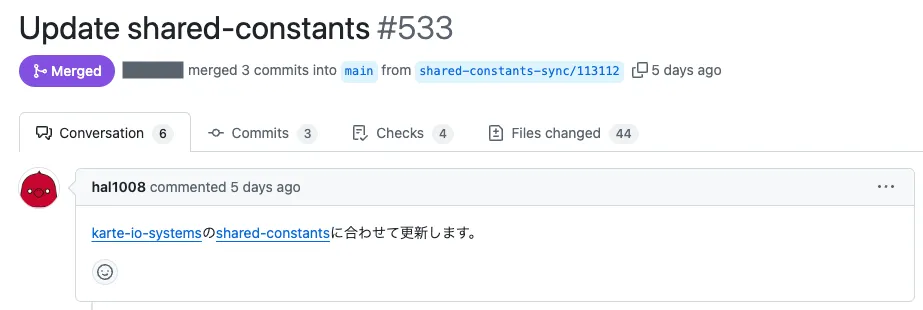 Update shared-constants #533
Merged merged 3 commits into main from shared-constants-sync/113112 5 days ago
Conversation 6 Commits 3 Checks 4 Files changed 44
hal1008 commented 5 days ago
karte-io-systemsのshared-constantsに合わせて更新します。